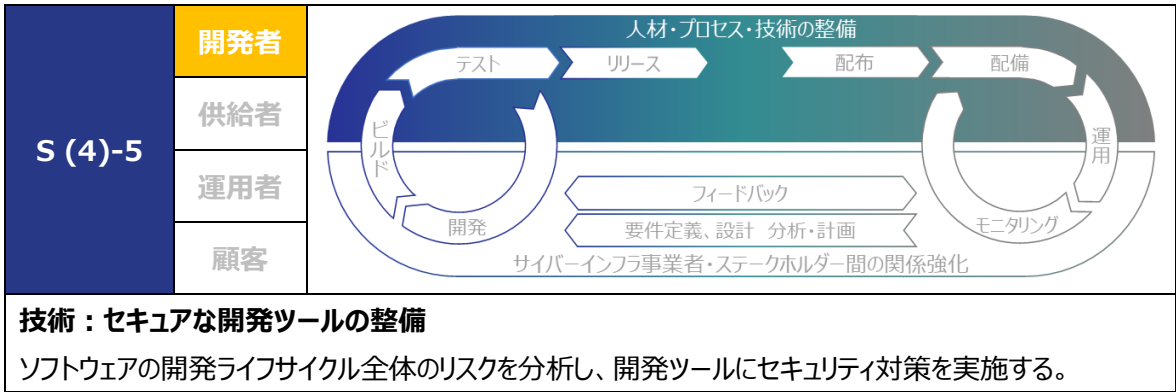 S (4)-5
開発者
供給者
運用者
顧客
人材・プロセス・技術の整備
テスト
リリース
配布
配備
ビルド
運用
開発
モニタリング
フィードバック
要件定義、設計 分析・計画
サイバーインフラ事業者・ステークホルダー間の関係強化
技術：セキュアな開発ツールの整備
ソフトウェアの開発ライフサイクル全体のリスクを分析し、開発ツールにセキュリティ対策を実施する。